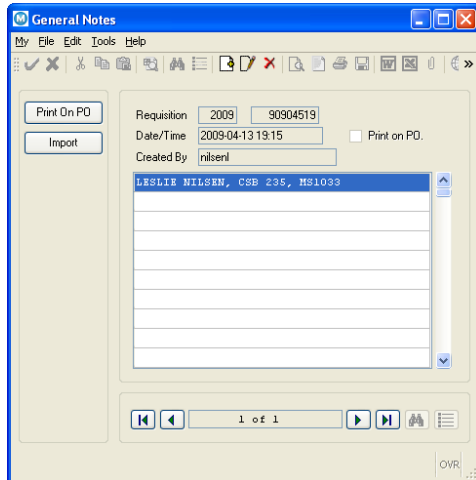 General Notes
My File Edit Tools Help
Print On PO
Import
Requisition 2009 90904519
Date/Time 2009-04-13 19:15 Print on PO.
Created By nilsenl
LESLIE NILSEN, CSB 235, MS1033
1 of 1
OVR